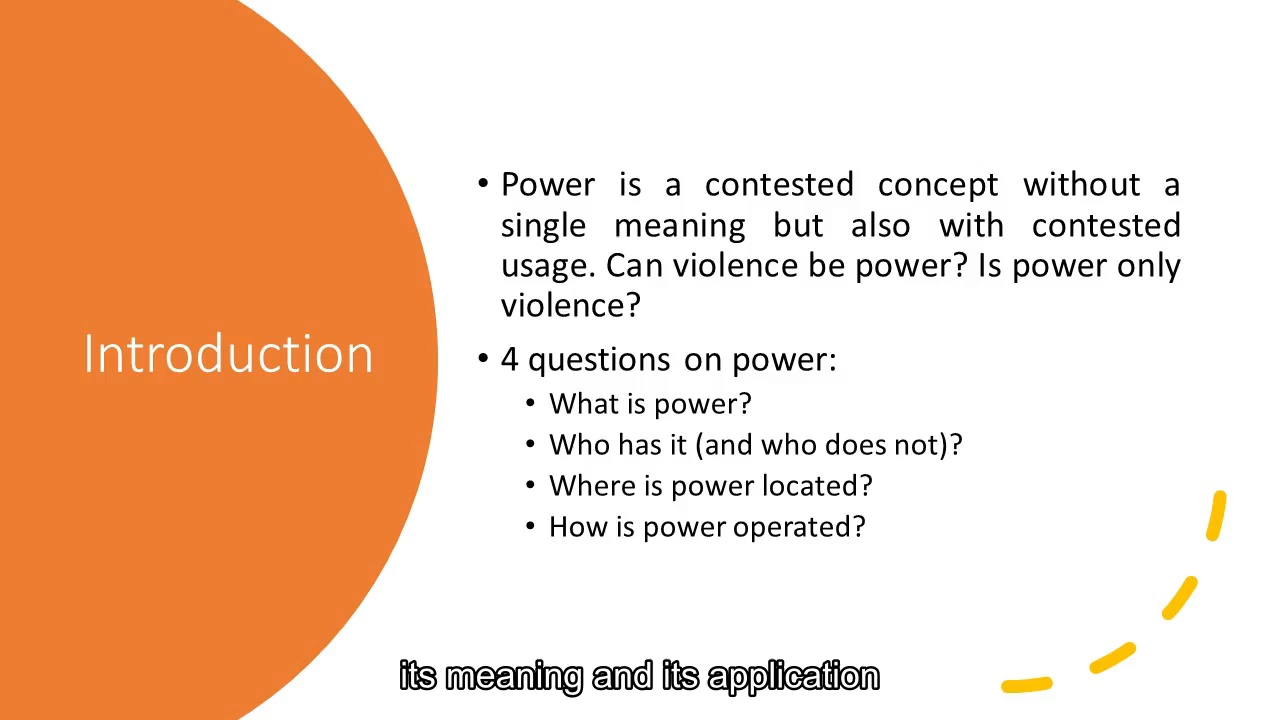 Introduction
• Power is a contested concept without a
single meaning but also with contested
usage. Can violence be power? Is power only
violence?
• 4 questions on power:
• What is power?
• Who has it (and who does not)?
• Where is power located?
• How is power operated?
its meaning and its application